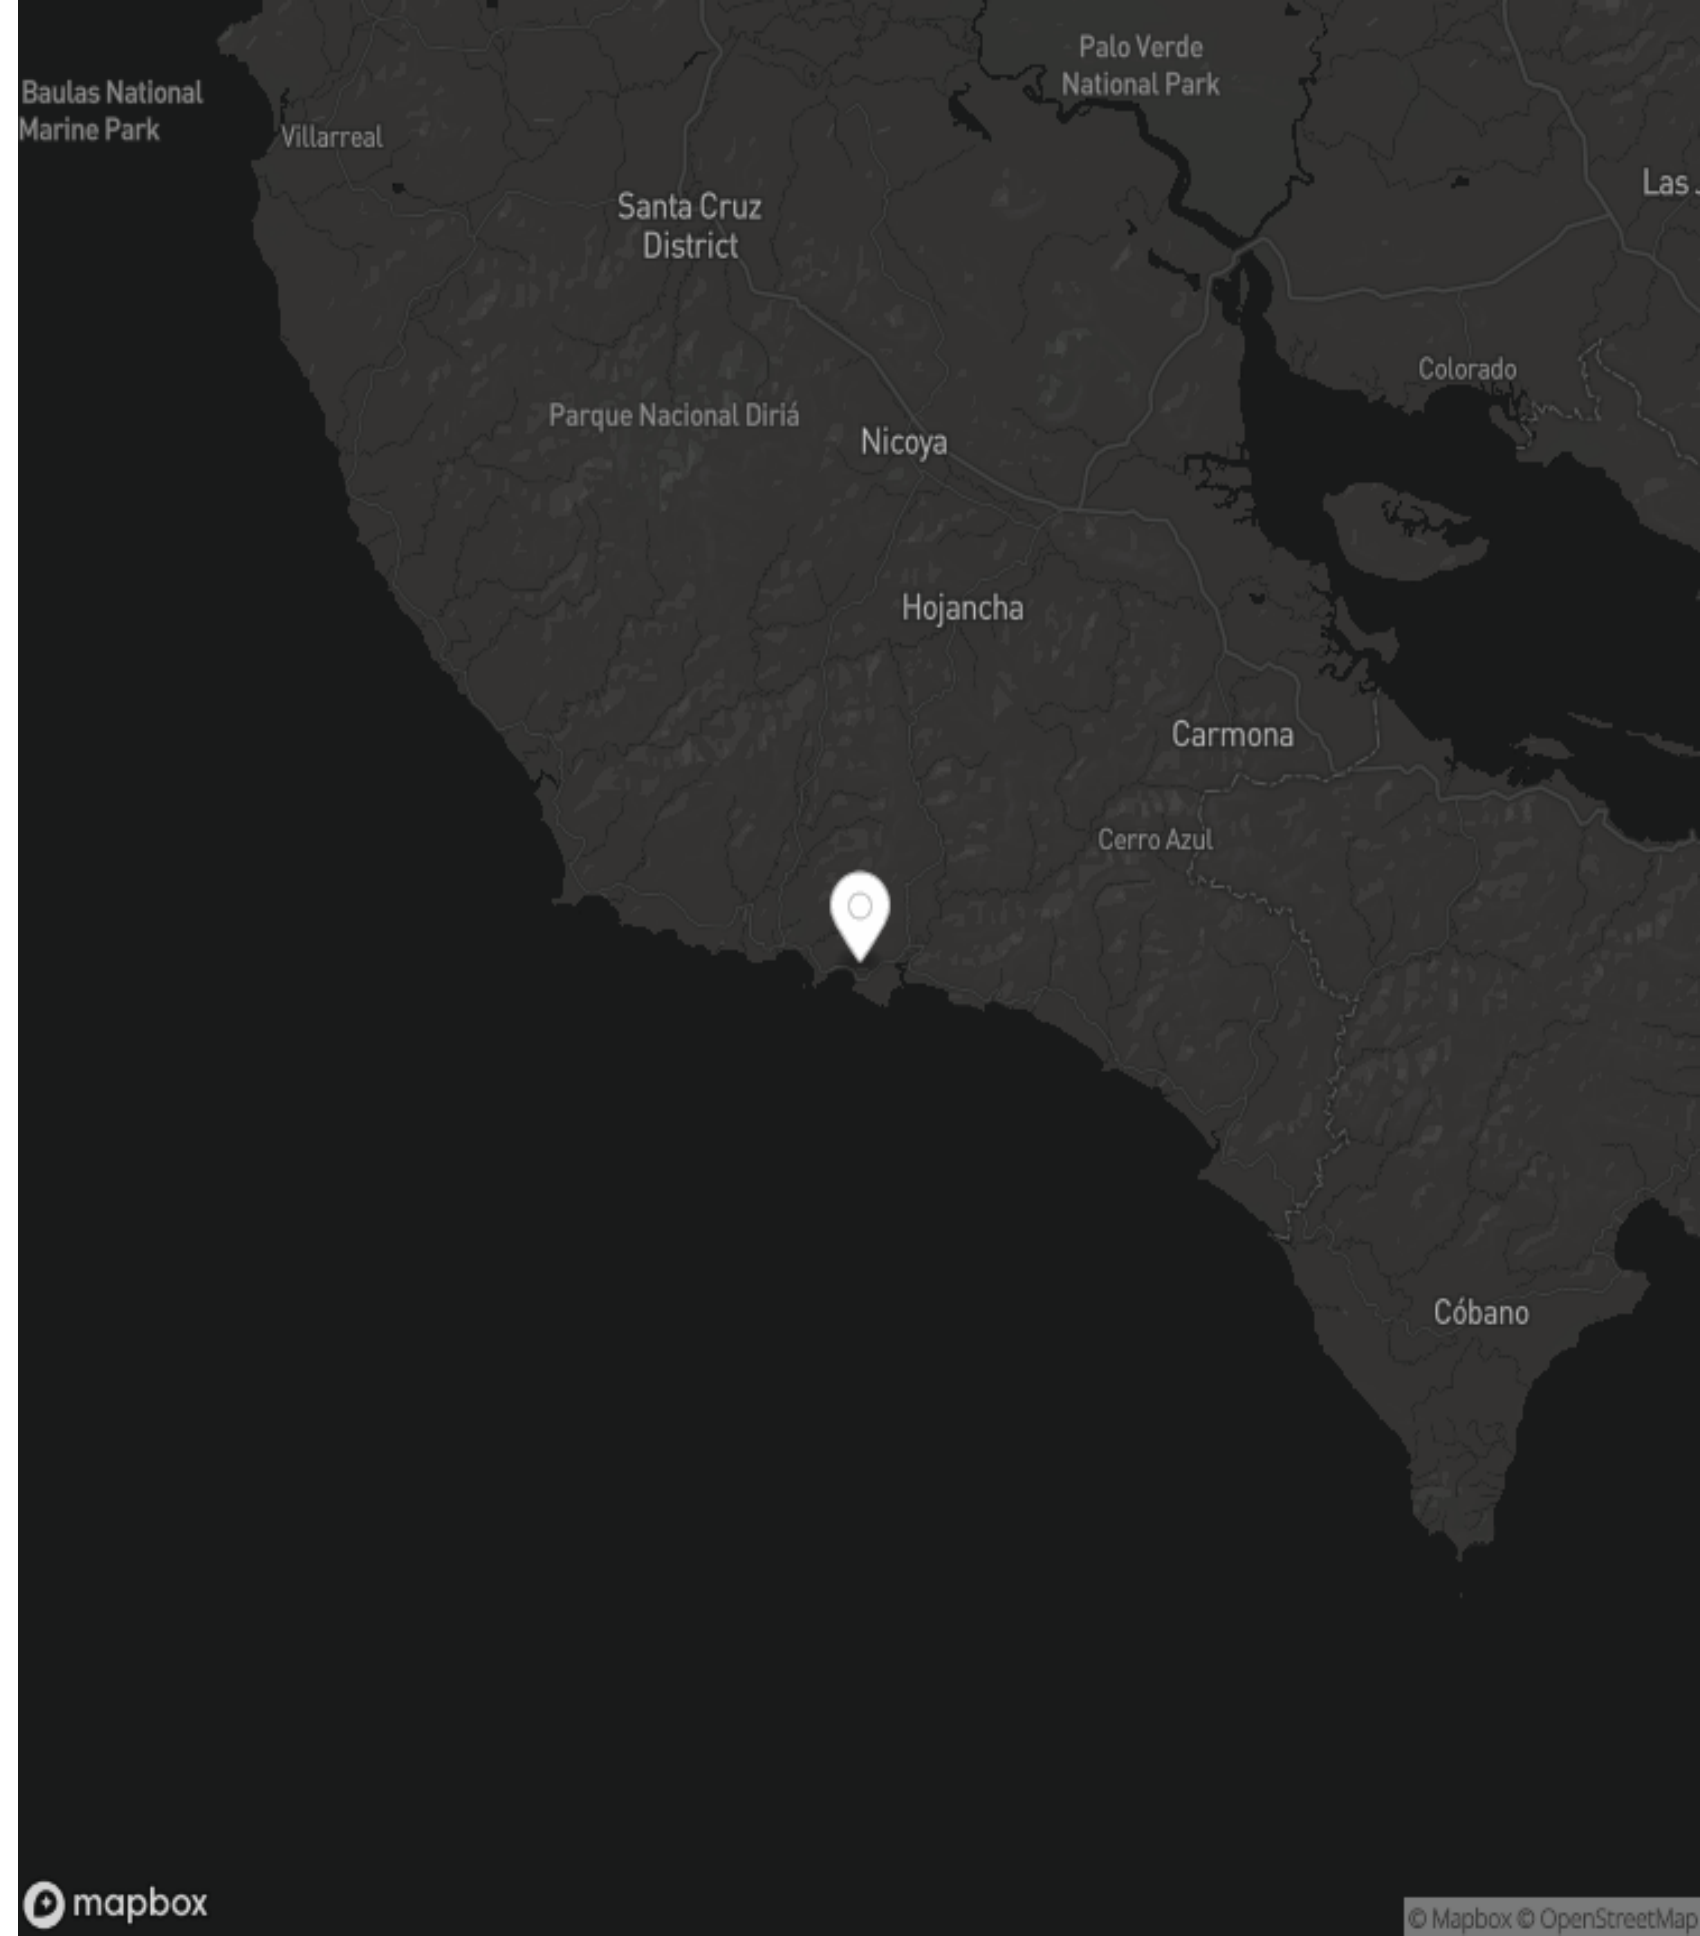 Palo Verde
National Park
Baulas National
Marine Park
Villarreal
Las
Santa Cruz
District
Colorado
Parque Nacional Diriá
Nicoya
Hojancha
Carmona
Cerro Azul
Cóbano
mapbox
© Mapbox © OpenStreetMap